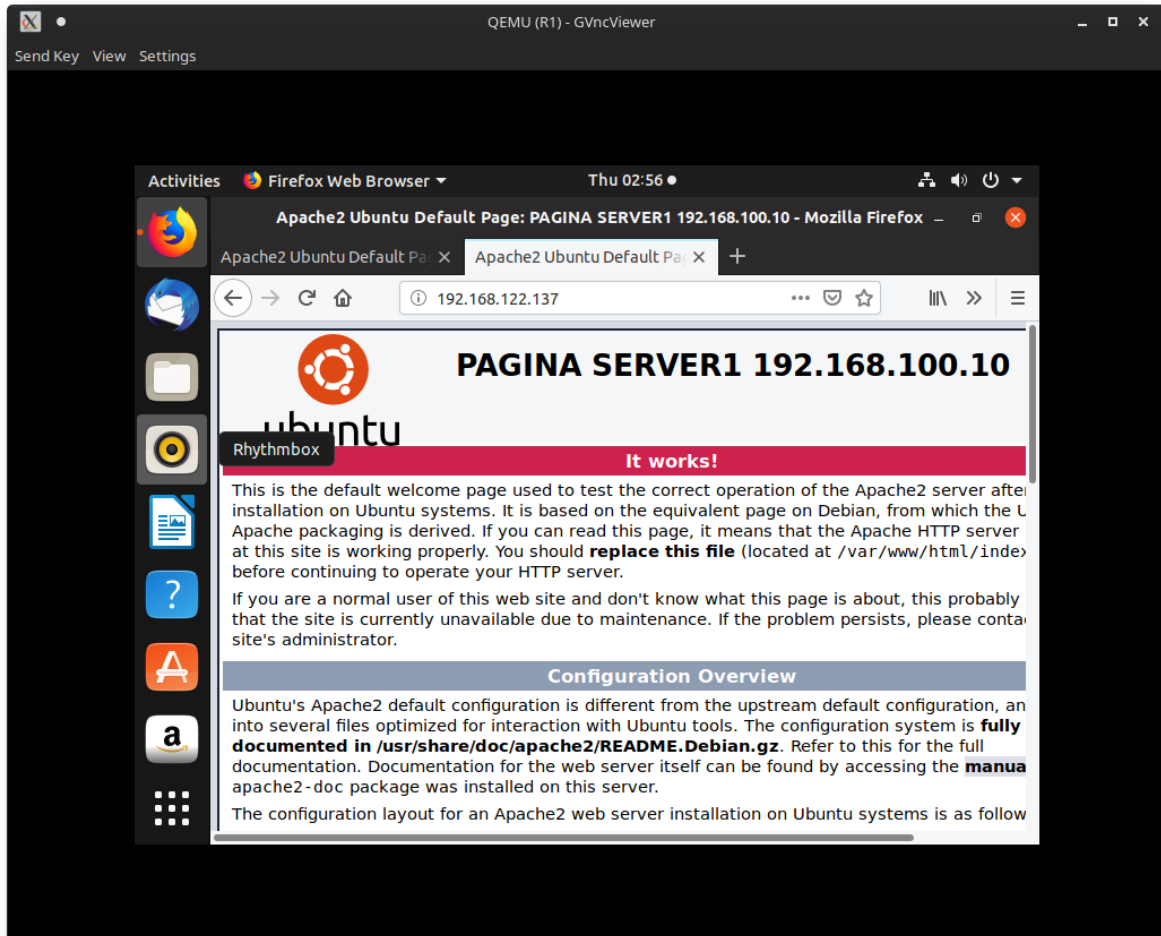 QEMU (R1) - GVncViewer
Send Key View Settings
Activities Firefox Web Browser Thu 02:56
Apache2 Ubuntu Default Page: PAGINA SERVER1 192.168.100.10 - Mozilla Firefox
Apache2 Ubuntu Default Pa Apache2 Ubuntu Default Pa
192.168.122.137
PAGINA SERVER1 192.168.100.10
ubuntu
Rhythmbox
It works!
This is the default welcome page used to test the correct operation of the Apache2 server after
installation on Ubuntu systems. It is based on the equivalent page on Debian, from which the U
Apache packaging is derived. If you can read this page, it means that the Apache HTTP server
at this site is working properly. You should replace this file (located at /var/www/html/index
before continuing to operate your HTTP server.
If you are a normal user of this web site and don't know what this page is about, this probably
that the site is currently unavailable due to maintenance. If the problem persists, please conta
site's administrator.
Configuration Overview
Ubuntu's Apache2 default configuration is different from the upstream default configuration, an
into several files optimized for interaction with Ubuntu tools. The configuration system is fully
documented in /usr/share/doc/apache2/README.Debian.gz. Refer to this for the full
documentation. Documentation for the web server itself can be found by accessing the manua
apache2-doc package was installed on this server.
The configuration layout for an Apache2 web server installation on Ubuntu systems is as follow